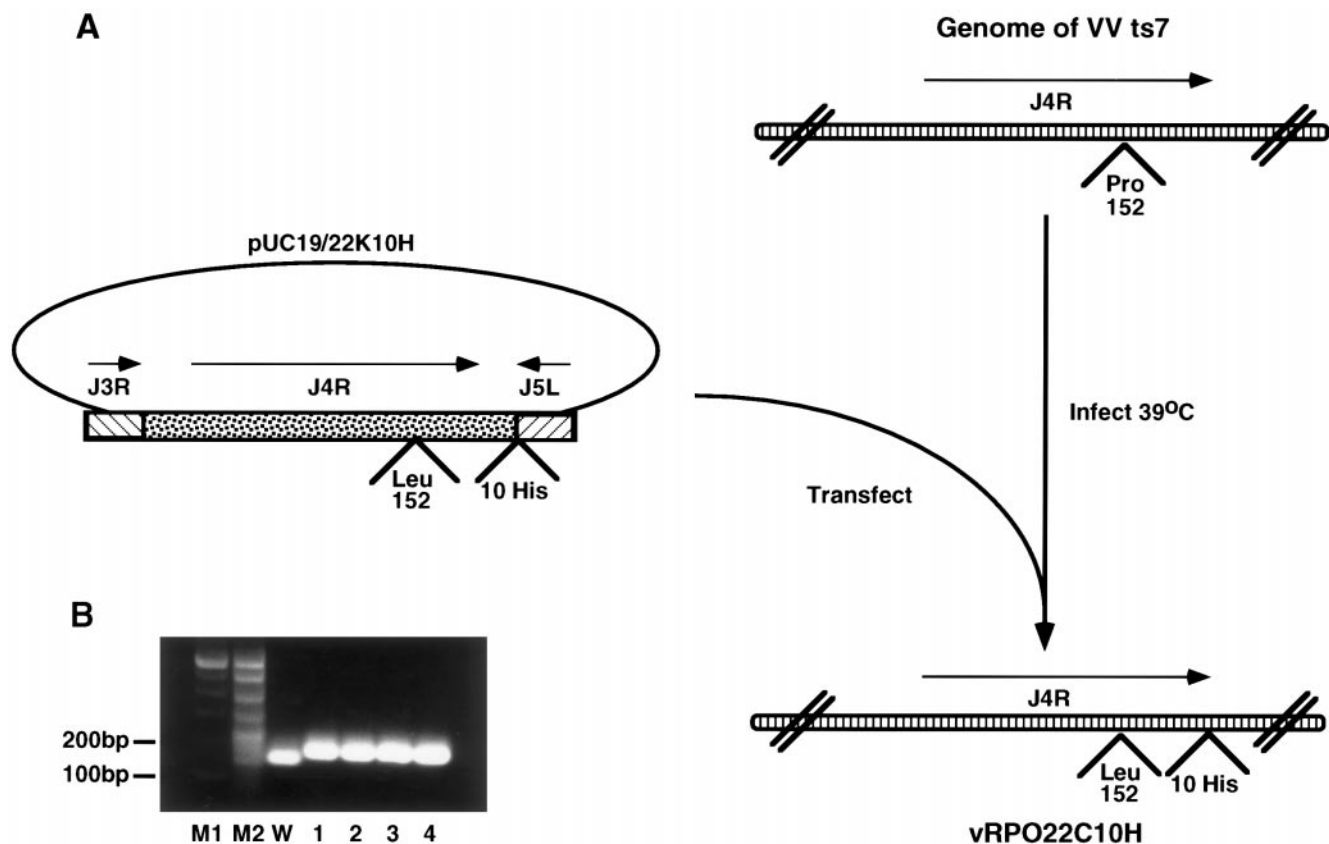 A
Genome of VV ts7
J4R
Pro
152
pUC19/22K10H
J3R
J4R
J5L
Leu
152
10 His
Infect 39ºC
Transfect
B
200bp
100bp
M1 M2 W 1 2 3 4
J4R
Leu
152
10 His
vRPO22C10H